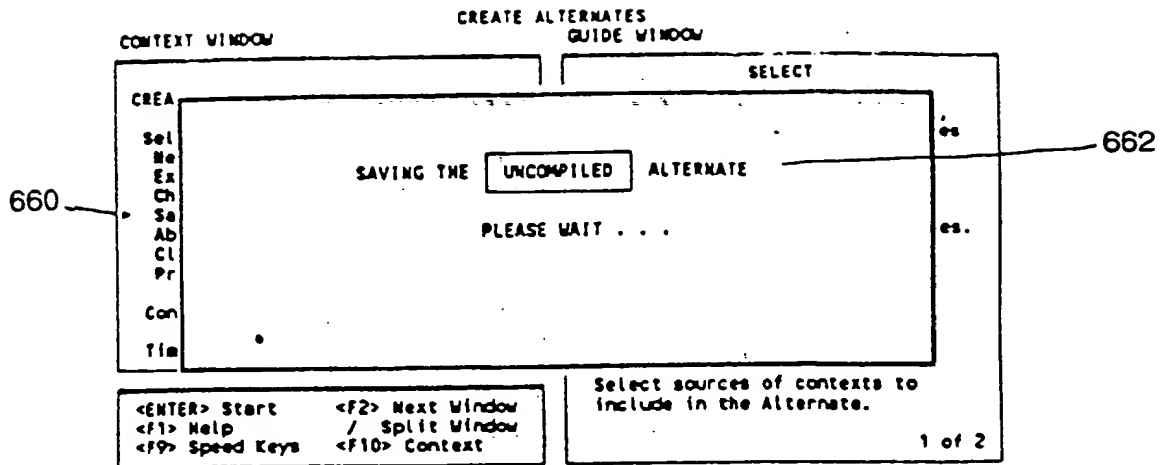 CREATE ALTERNATES
CONTEXT WINDOW GUIDE WINDOW
SELECT
CREA
Sel es
Ne
SAVING THE UNCOMPILED ALTERNATE 662
Ex
Ch
660 Sa
Ab PLEASE WAIT . . . es.
Cl
Pr
Con
Tim
Select sources of contexts to
include in the Alternate.
<ENTER> Start <F2> Next Window
<F1> Help / Split Window
<F9> Speed Keys <F10> Context
1 of 2